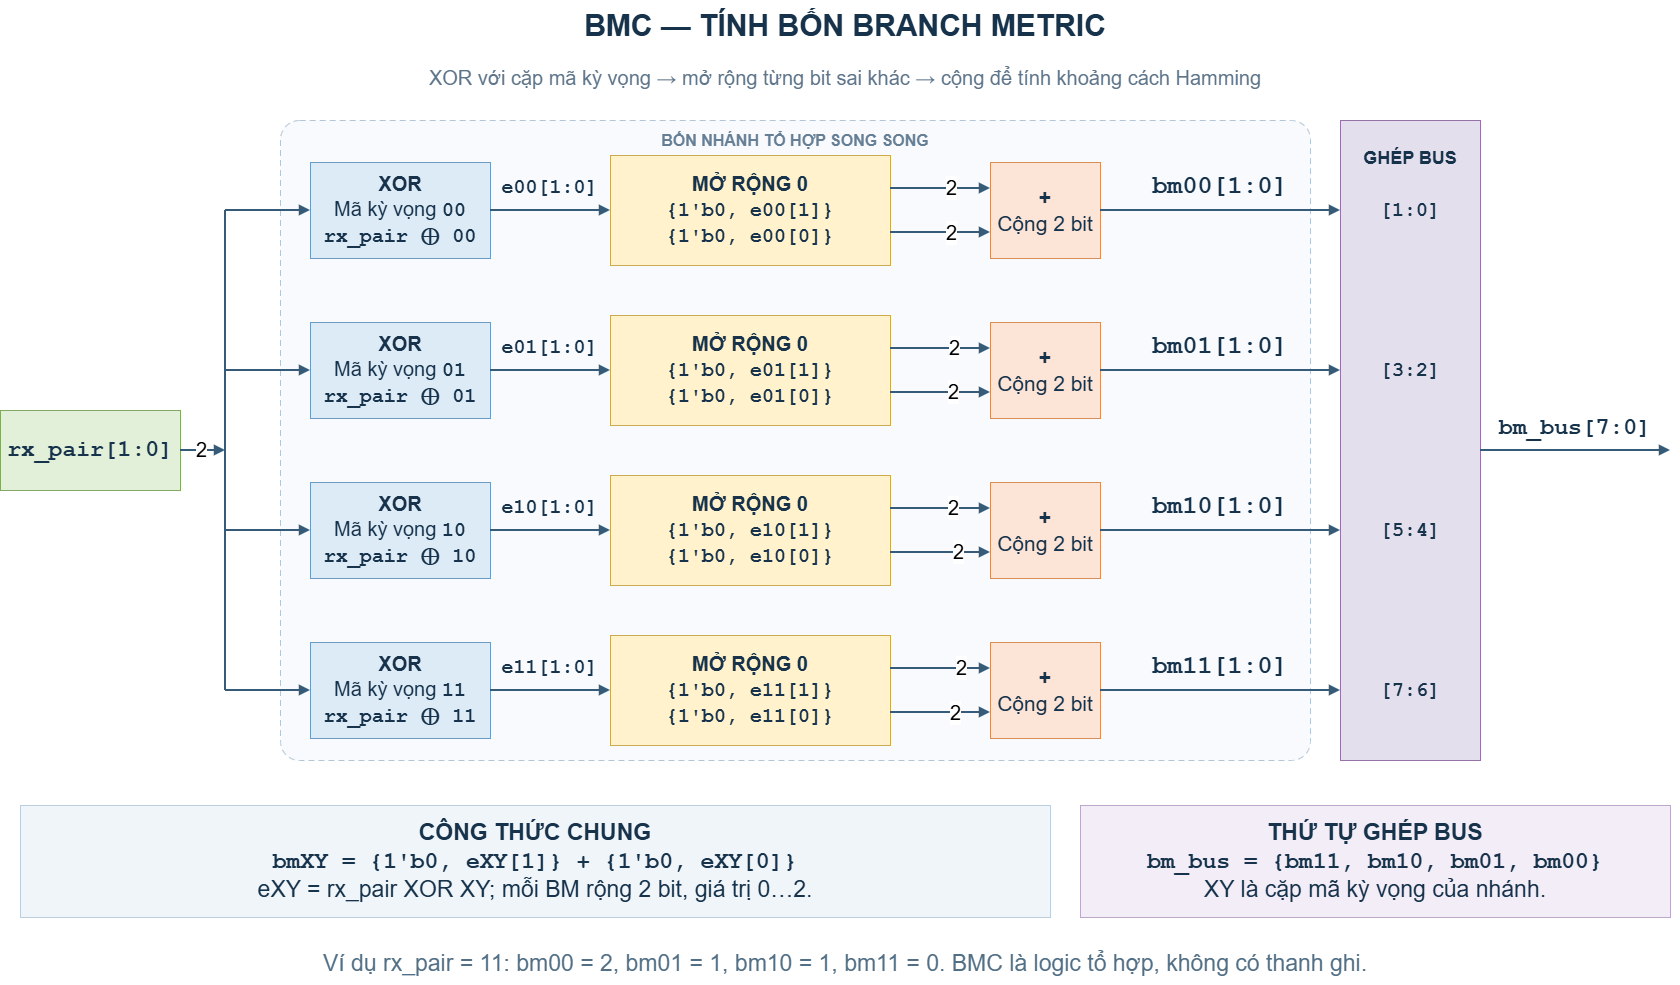 BMC — TÍNH BỐN BRANCH METRIC
XOR với cặp mã kỳ vọng → mở rộng từng bit sai khác → cộng để tính khoảng cách Hamming
BỐN NHÁNH TỔ HỢP SONG SONG
GHÉP BUS
XOR
Mã kỳ vọng 00
rx_pair ⊕ 00
e00[1:0]
MỞ RỘNG 0
{1'b0, e00[1]}
{1'b0, e00[0]}
2
2
+
Cộng 2 bit
bm00[1:0]
[1:0]
XOR
Mã kỳ vọng 01
rx_pair ⊕ 01
e01[1:0]
MỞ RỘNG 0
{1'b0, e01[1]}
{1'b0, e01[0]}
2
2
+
Cộng 2 bit
bm01[1:0]
[3:2]
rx_pair[1:0]
2
bm_bus[7:0]
XOR
Mã kỳ vọng 10
rx_pair ⊕ 10
e10[1:0]
MỞ RỘNG 0
{1'b0, e10[1]}
{1'b0, e10[0]}
2
2
+
Cộng 2 bit
bm10[1:0]
[5:4]
XOR
Mã kỳ vọng 11
rx_pair ⊕ 11
e11[1:0]
MỞ RỘNG 0
{1'b0, e11[1]}
{1'b0, e11[0]}
2
2
+
Cộng 2 bit
bm11[1:0]
[7:6]
CÔNG THỨC CHUNG
bmXY = {1'b0, eXY[1]} + {1'b0, eXY[0]}
eXY = rx_pair XOR XY; mỗi BM rộng 2 bit, giá trị 0…2.
THỨ TỰ GHÉP BUS
bm_bus = {bm11, bm10, bm01, bm00}
XY là cặp mã kỳ vọng của nhánh.
Ví dụ rx_pair = 11: bm00 = 2, bm01 = 1, bm10 = 1, bm11 = 0. BMC là logic tổ hợp, không có thanh ghi.